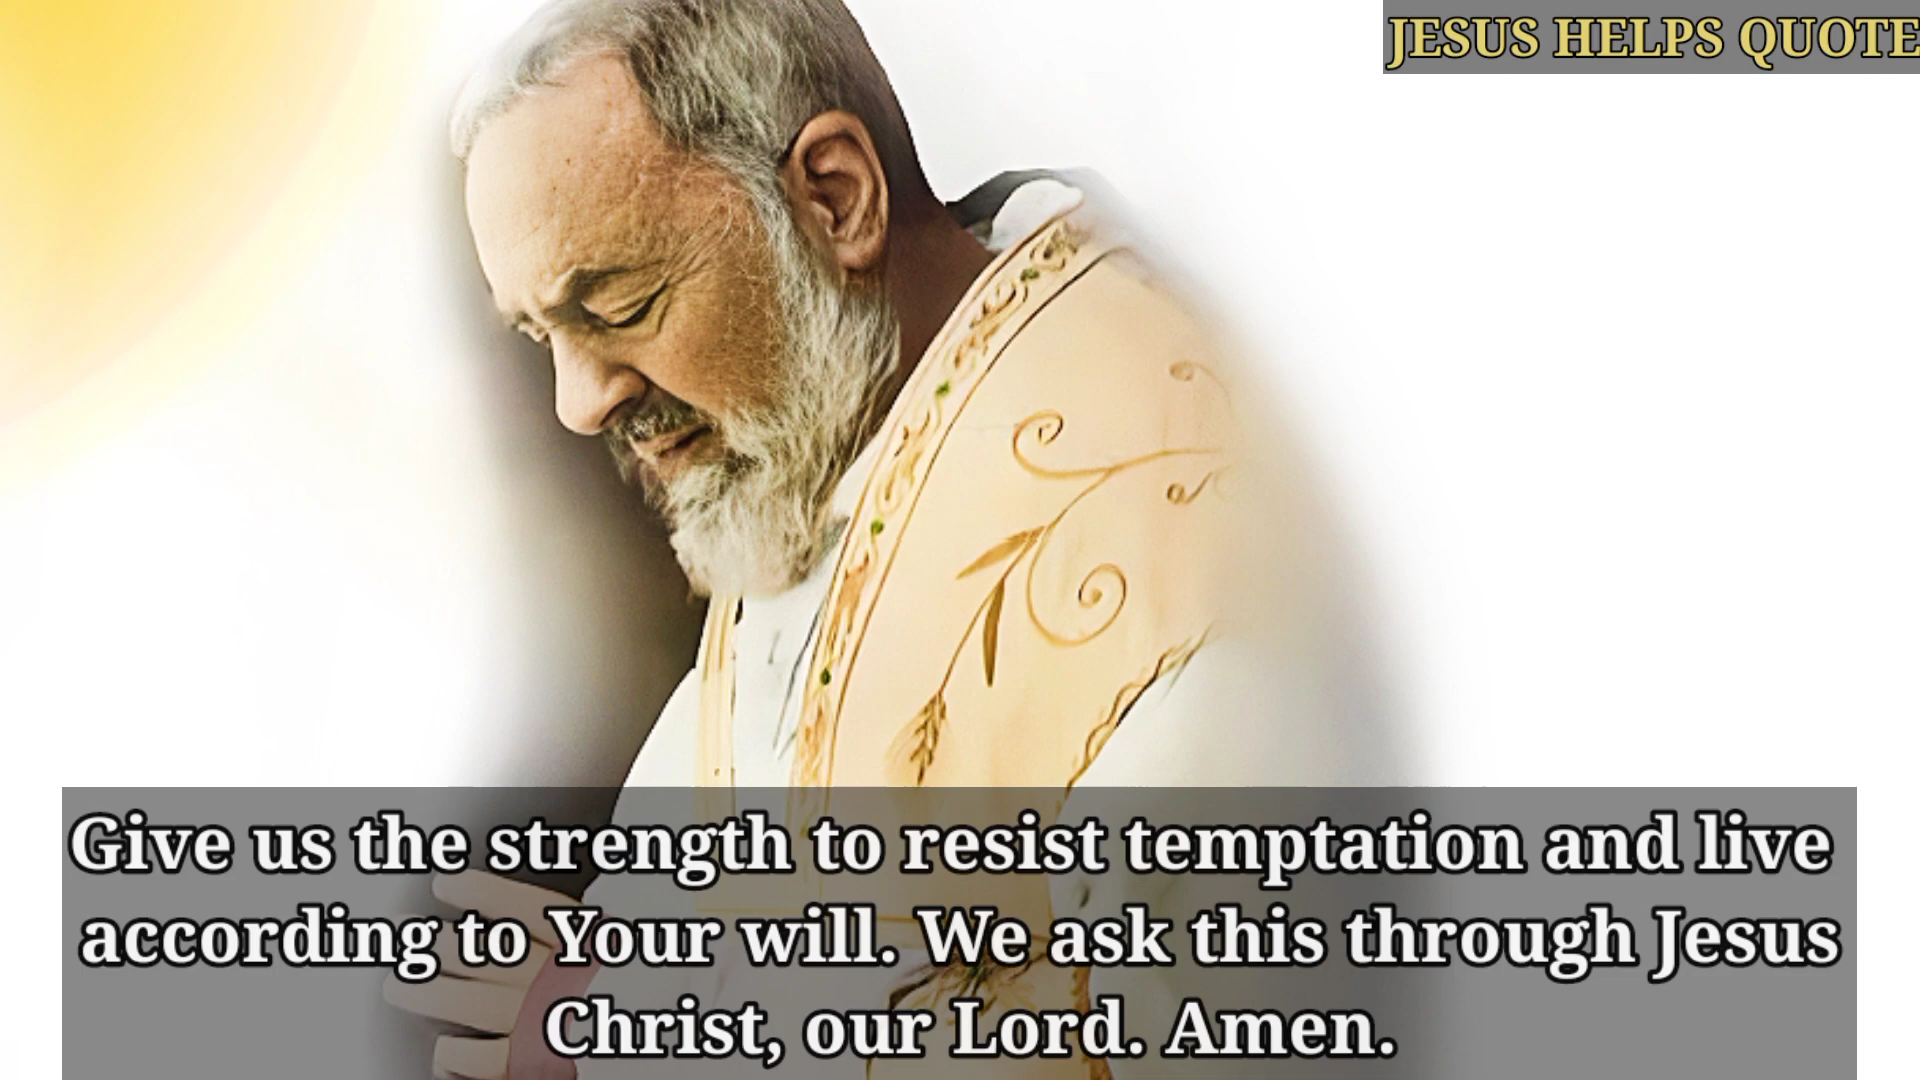 JESUS HELPS QUOTE
Give us the strength to resist temptation and live
according to Your will. We ask this through Jesus
Christ, our Lord. Amen.